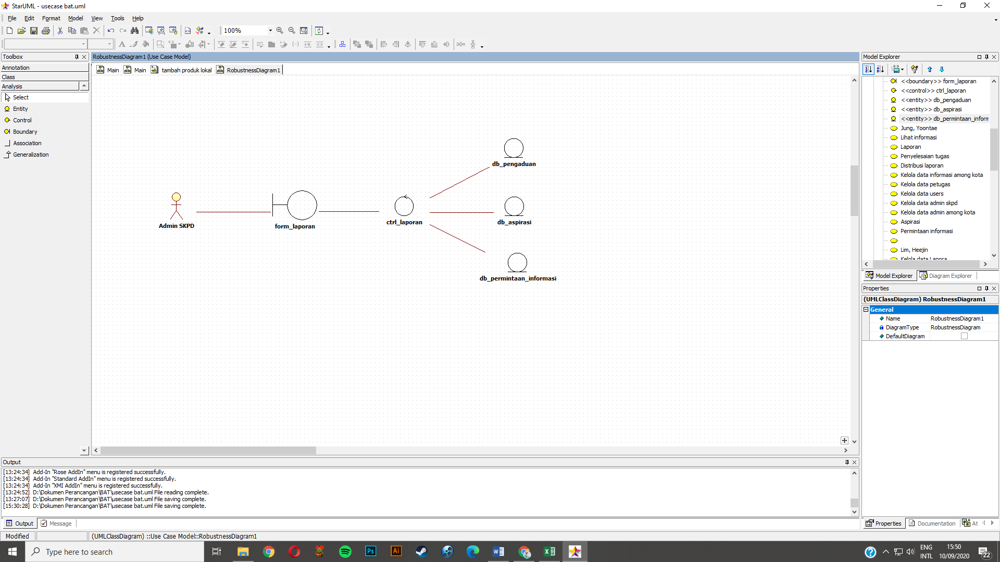 StarUML - usecase bat.uml
File Edit Format Model View Tools Help
100%
Toolbox
Annotation
Class
Analysis
Select
Entity
Control
Boundary
Association
Generalization
RobustnessDiagram1 (Use Case Model)
Main Main tambah produk lokal RobustnessDiagram1
db_pengaduan
Admin SKPD
form_laporan
ctrl_laporan
db_aspirasi
db_permintaan_informasi
Model Explorer
<<boundary>> form_laporan
<<control>> ctrl_laporan
<<entity>> db_pengaduan
<<entity>> db_aspirasi
<<entity>> db_permintaan_inform
Jung, Yoontae
Lihat informasi
Laporan
Penyelesaian tugas
Distribusi laporan
Kelola data informasi among kota
Kelola data petugas
Kelola data users
Kelola data admin skpd
Kelola data admin among kota
Aspirasi
Permintaan informasi
Lim, Heejin
Kelola data Lapora
Model Explorer Diagram Explorer
Properties
(UMLClassDiagram) RobustnessDiagram1
General
Name RobustnessDiagram1
DiagramType RobustnessDiagram
DefaultDiagram
Output
[13:24:34] Add-In "Rose AddIn" menu is registered successfully.
[13:24:34] Add-In "Standard AddIn" menu is registered successfully.
[13:24:34] Add-In "XMI AddIn" menu is registered successfully.
[13:24:52] D:\Dokumen Perancangan\BAT\usecase bat.uml File reading complete.
[13:27:07] D:\Dokumen Perancangan\BAT\usecase bat.uml File saving complete.
[15:30:28] D:\Dokumen Perancangan\BAT\usecase bat.uml File saving complete.
Output Message
Properties Documentation At
Modified
(UMLClassDiagram) ::Use Case Model::RobustnessDiagram1
Type here to search
Ps
Ai
ENG
INTL
15:50
10/09/2020
22